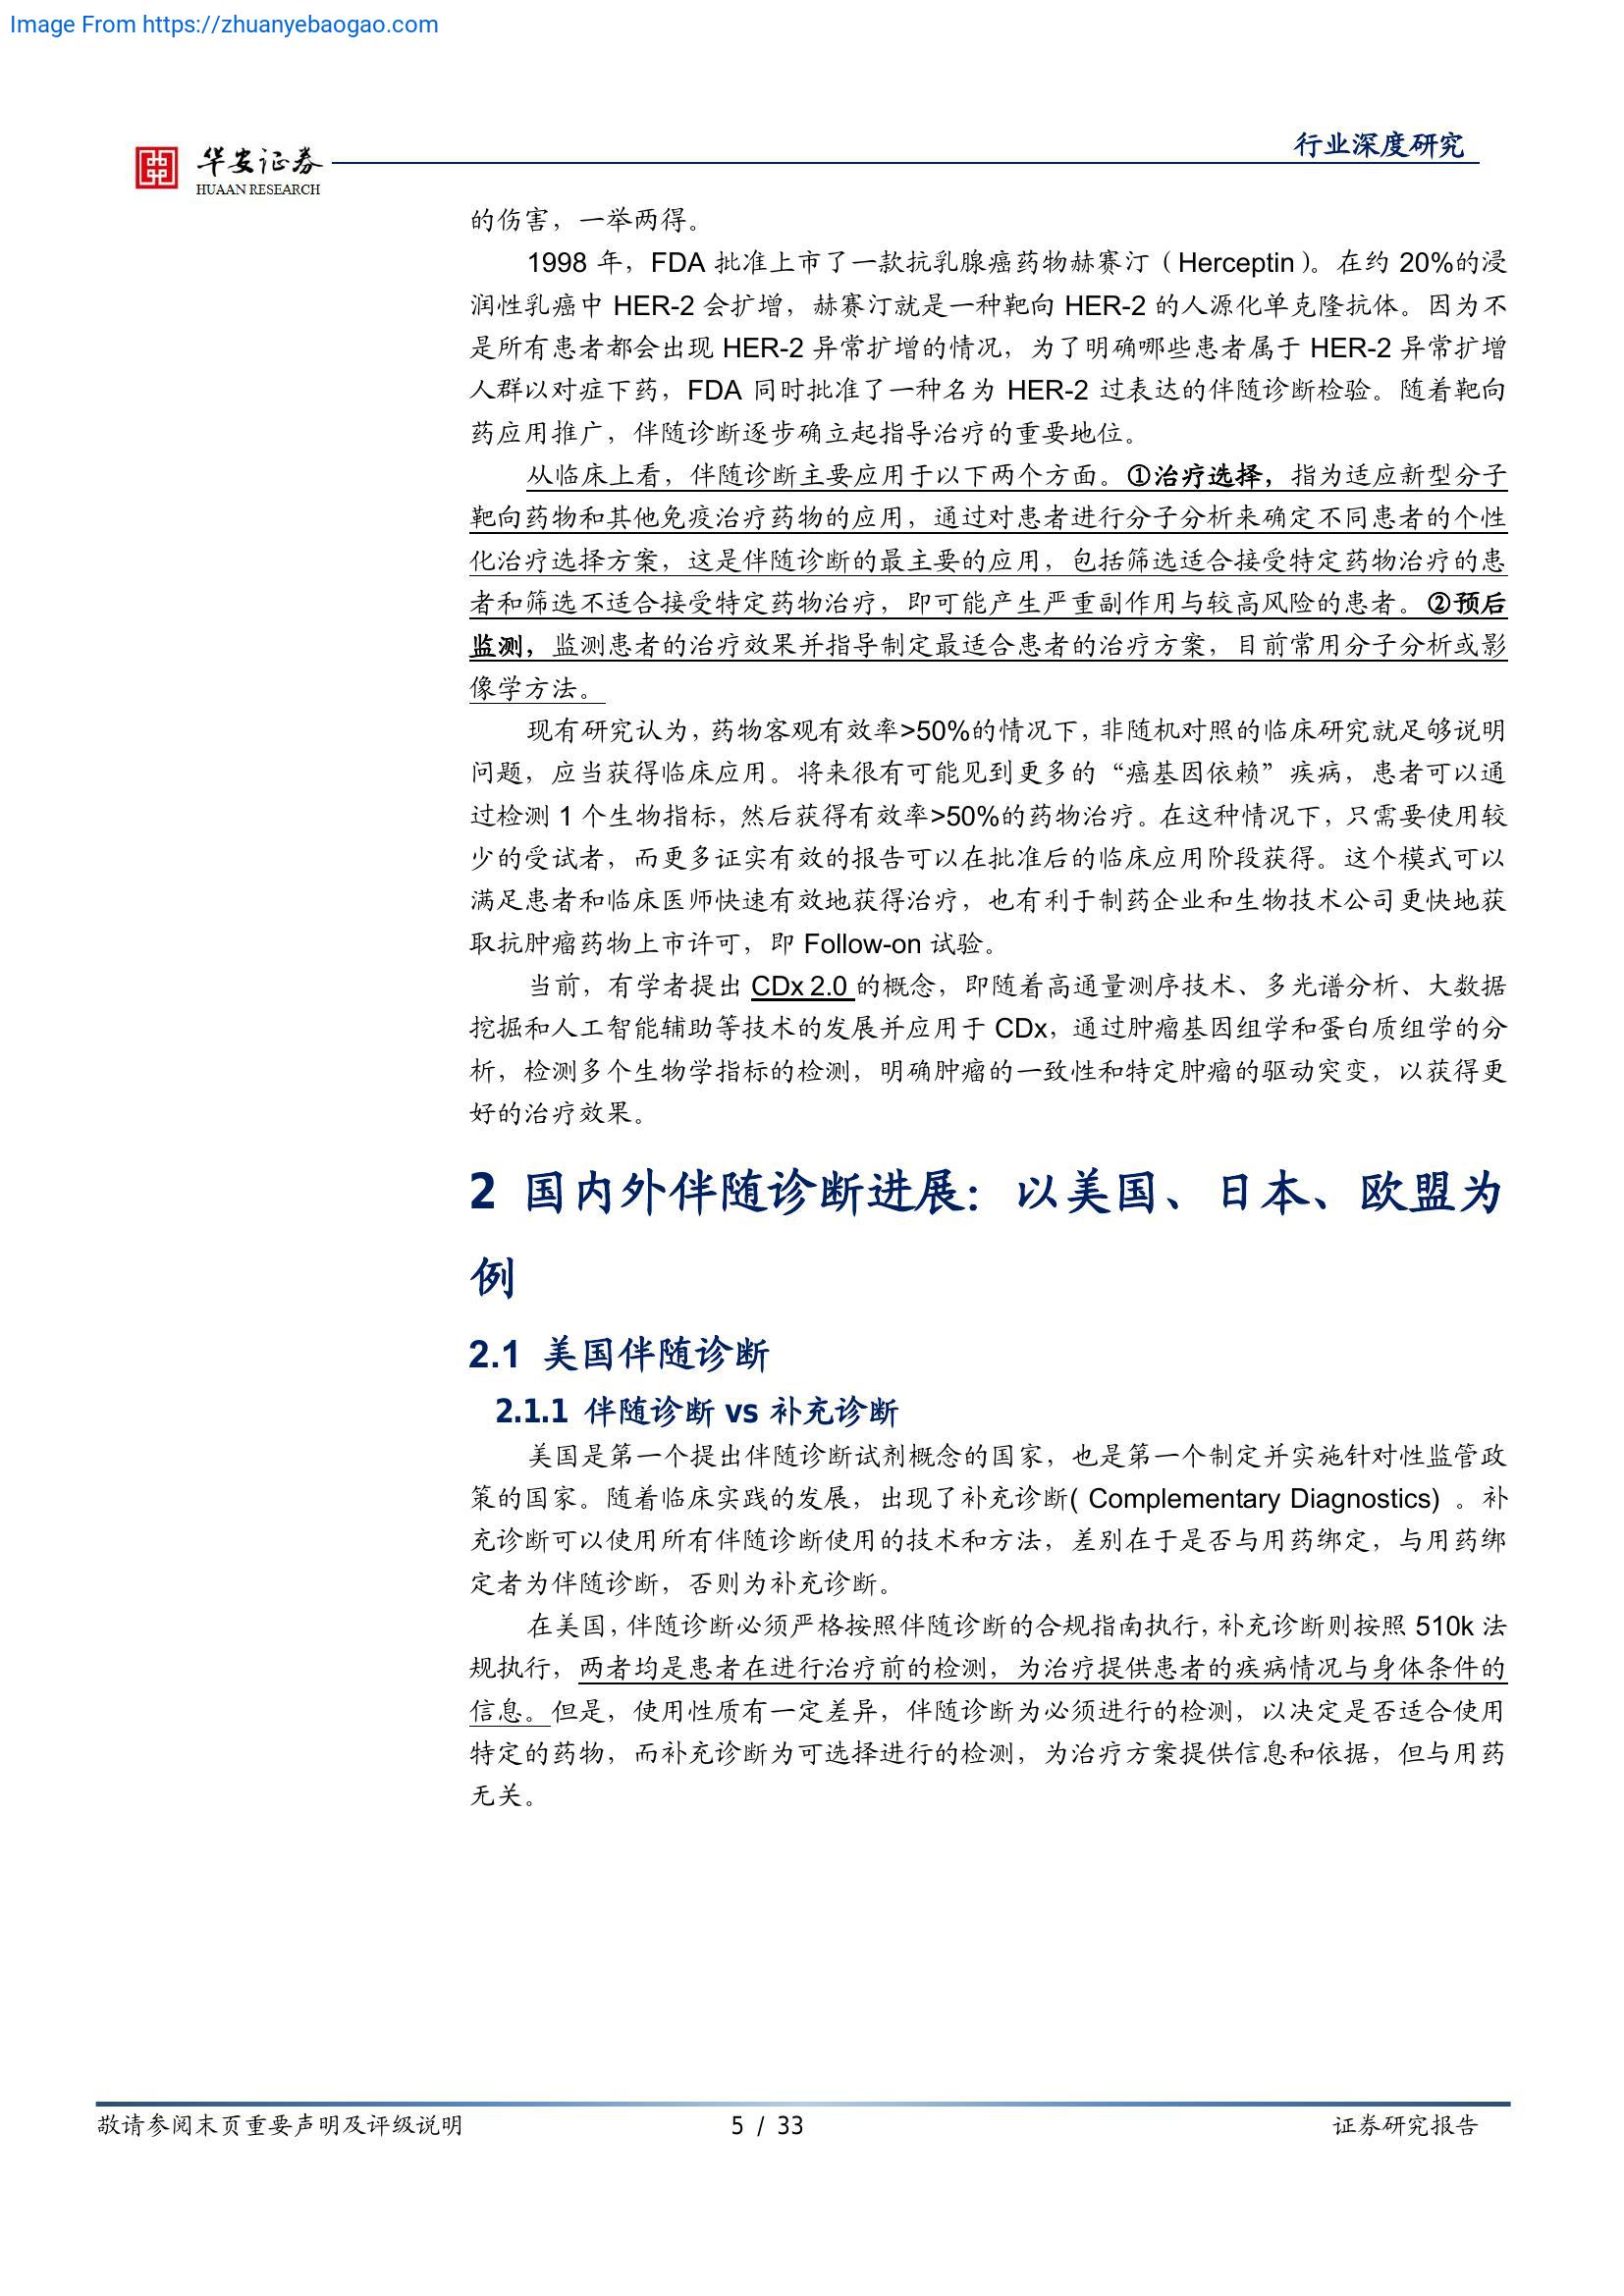 Image From https://zhuanyebaogao.com
华安证券
HUAAN RESEARCH
行业深度研究
的伤害，一举两得。
1998 年，FDA 批准上市了一款抗乳腺癌药物赫赛汀（Herceptin）。在约 20%的浸
润性乳癌中 HER-2 会扩增，赫赛汀就是一种靶向 HER-2 的人源化单克隆抗体。因为不
是所有患者都会出现 HER-2 异常扩增的情况，为了明确哪些患者属于 HER-2 异常扩增
人群以对症下药，FDA 同时批准了一种名为 HER-2 过表达的伴随诊断检验。随着靶向
药应用推广，伴随诊断逐步确立起指导治疗的重要地位。
从临床上看，伴随诊断主要应用于以下两个方面。①治疗选择，指为适应新型分子
靶向药物和其他免疫治疗药物的应用，通过对患者进行分子分析来确定不同患者的个性
化治疗选择方案，这是伴随诊断的最主要的应用，包括筛选适合接受特定药物治疗的患
者和筛选不适合接受特定药物治疗，即可能产生严重副作用与较高风险的患者。②预后
监测，监测患者的治疗效果并指导制定最适合患者的治疗方案，目前常用分子分析或影
像学方法。
现有研究认为，药物客观有效率>50%的情况下，非随机对照的临床研究就足够说明
问题，应当获得临床应用。将来很有可能见到更多的“癌基因依赖”疾病，患者可以通
过检测 1 个生物指标，然后获得有效率>50%的药物治疗。在这种情况下，只需要使用较
少的受试者，而更多证实有效的报告可以在批准后的临床应用阶段获得。这个模式可以
满足患者和临床医师快速有效地获得治疗，也有利于制药企业和生物技术公司更快地获
取抗肿瘤药物上市许可，即 Follow-on 试验。
当前，有学者提出 CDx 2.0 的概念，即随着高通量测序技术、多光谱分析、大数据
挖掘和人工智能辅助等技术的发展并应用于 CDx，通过肿瘤基因组学和蛋白质组学的分
析，检测多个生物学指标的检测，明确肿瘤的一致性和特定肿瘤的驱动突变，以获得更
好的治疗效果。
2 国内外伴随诊断进展：以美国、日本、欧盟为
例
2.1 美国伴随诊断
2.1.1 伴随诊断 vs 补充诊断
美国是第一个提出伴随诊断试剂概念的国家，也是第一个制定并实施针对性监管政
策的国家。随着临床实践的发展，出现了补充诊断( Complementary Diagnostics) 。补
充诊断可以使用所有伴随诊断使用的技术和方法，差别在于是否与用药绑定，与用药绑
定者为伴随诊断，否则为补充诊断。
在美国，伴随诊断必须严格按照伴随诊断的合规指南执行，补充诊断则按照 510k 法
规执行，两者均是患者在进行治疗前的检测，为治疗提供患者的疾病情况与身体条件的
信息。但是，使用性质有一定差异，伴随诊断为必须进行的检测，以决定是否适合使用
特定的药物，而补充诊断为可选择进行的检测，为治疗方案提供信息和依据，但与用药
无关。
敬请参阅末页重要声明及评级说明
5 / 33
证券研究报告